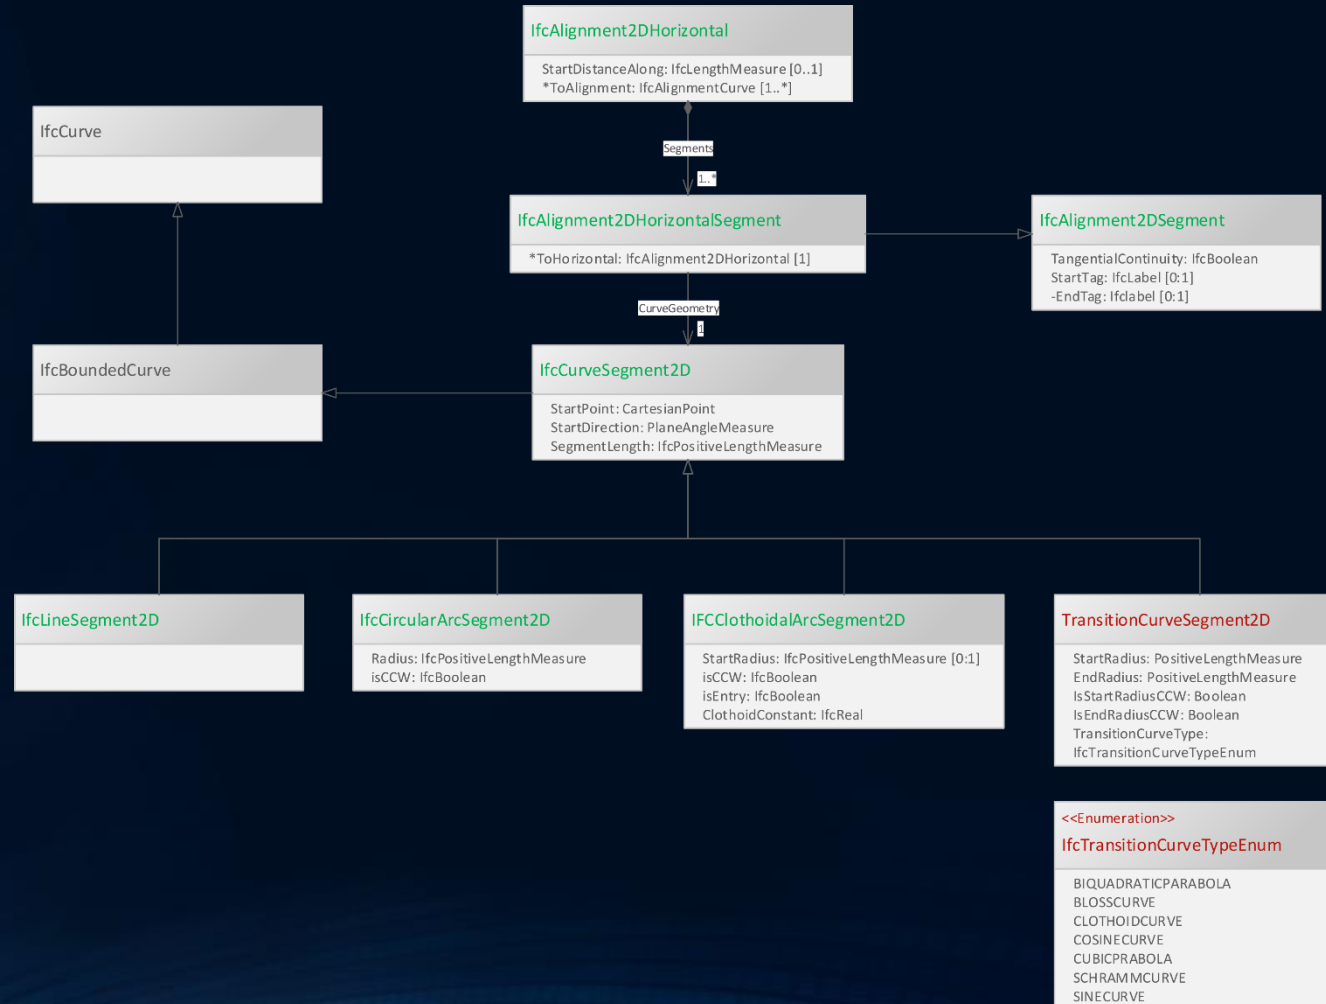 IfcAlignment2DHorizontal
StartDistanceAlong: IfcLengthMeasure [0..1]
*ToAlignment: IfcAlignmentCurve [1..*]
IfcCurve
Segments
1..*
IfcAlignment2DHorizontalSegment
*ToHorizontal: IfcAlignment2DHorizontal [1]
IfcAlignment2DSegment
TangentialContinuity: IfcBoolean
StartTag: IfcLabel [0:1]
-EndTag: Ifclabel [0:1]
CurveGeometry
1
IfcBoundedCurve
IfcCurveSegment2D
StartPoint: CartesianPoint
StartDirection: PlaneAngleMeasure
SegmentLength: IfcPositiveLengthMeasure
IfcLineSegment2D
IfcCircularArcSegment2D
Radius: IfcPositiveLengthMeasure
isCCW: IfcBoolean
IFCClothoidalArcSegment2D
StartRadius: IfcPositiveLengthMeasure [0:1]
isCCW: IfcBoolean
isEntry: IfcBoolean
ClothoidConstant: IfcReal
TransitionCurveSegment2D
StartRadius: PositiveLengthMeasure
EndRadius: PositiveLengthMeasure
IsStartRadiusCCW: Boolean
IsEndRadiusCCW: Boolean
TransitionCurveType:
IfcTransitionCurveTypeEnum
<<Enumeration>>
IfcTransitionCurveTypeEnum
BIQUADRATICPARABOLA
BLOSSCURVE
CLOTHOIDCURVE
COSINECURVE
CUBICPRABOLA
SCHRAMMCURVE
SINECURVE